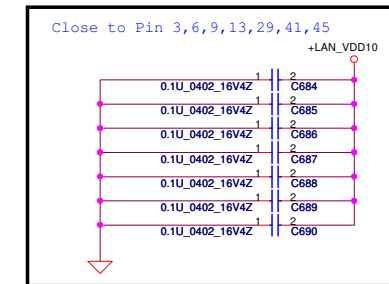 Close to Pin 3,6,9,13,29,41,45
+LAN_VDD10
1 2
0.1U_0402_16V4Z C684
1 2
0.1U_0402_16V4Z C685
1 2
0.1U_0402_16V4Z C686
1 2
0.1U_0402_16V4Z C687
1 2
0.1U_0402_16V4Z C688
1 2
0.1U_0402_16V4Z C689
1 2
0.1U_0402_16V4Z C690